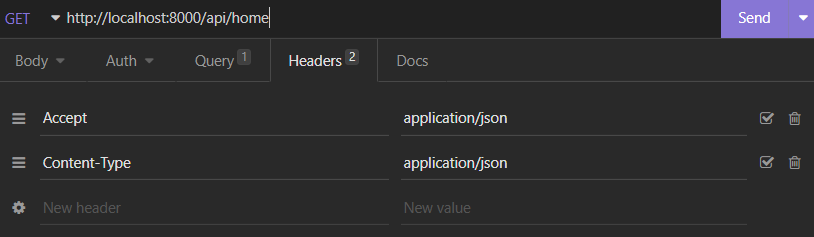 GET http://localhost:8000/api/home Send
Body Auth Query 1 Headers 2 Docs
Accept application/json
Content-Type application/json
New header New value